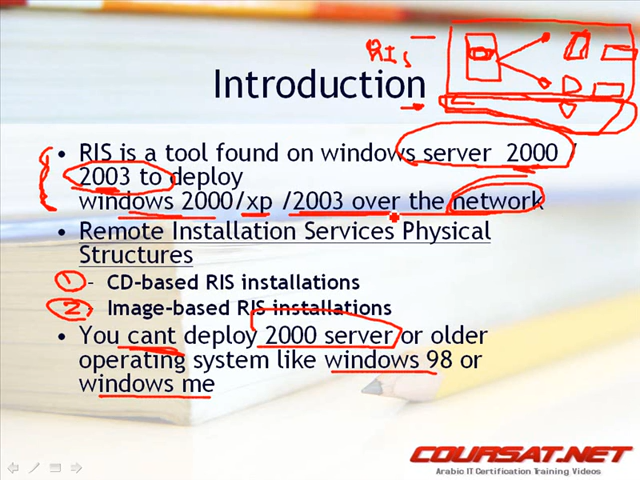 RIS
Introduction
• RIS is a tool found on windows server 2000 /
2003 to deploy
windows 2000/xp /2003 over the network
• Remote Installation Services Physical
Structures
1 – CD-based RIS installations
2 – Image-based RIS installations
• You cant deploy 2000 server or older
operating system like windows 98 or
windows me
COURSAT.NET
Arabic IT Certification Training Videos